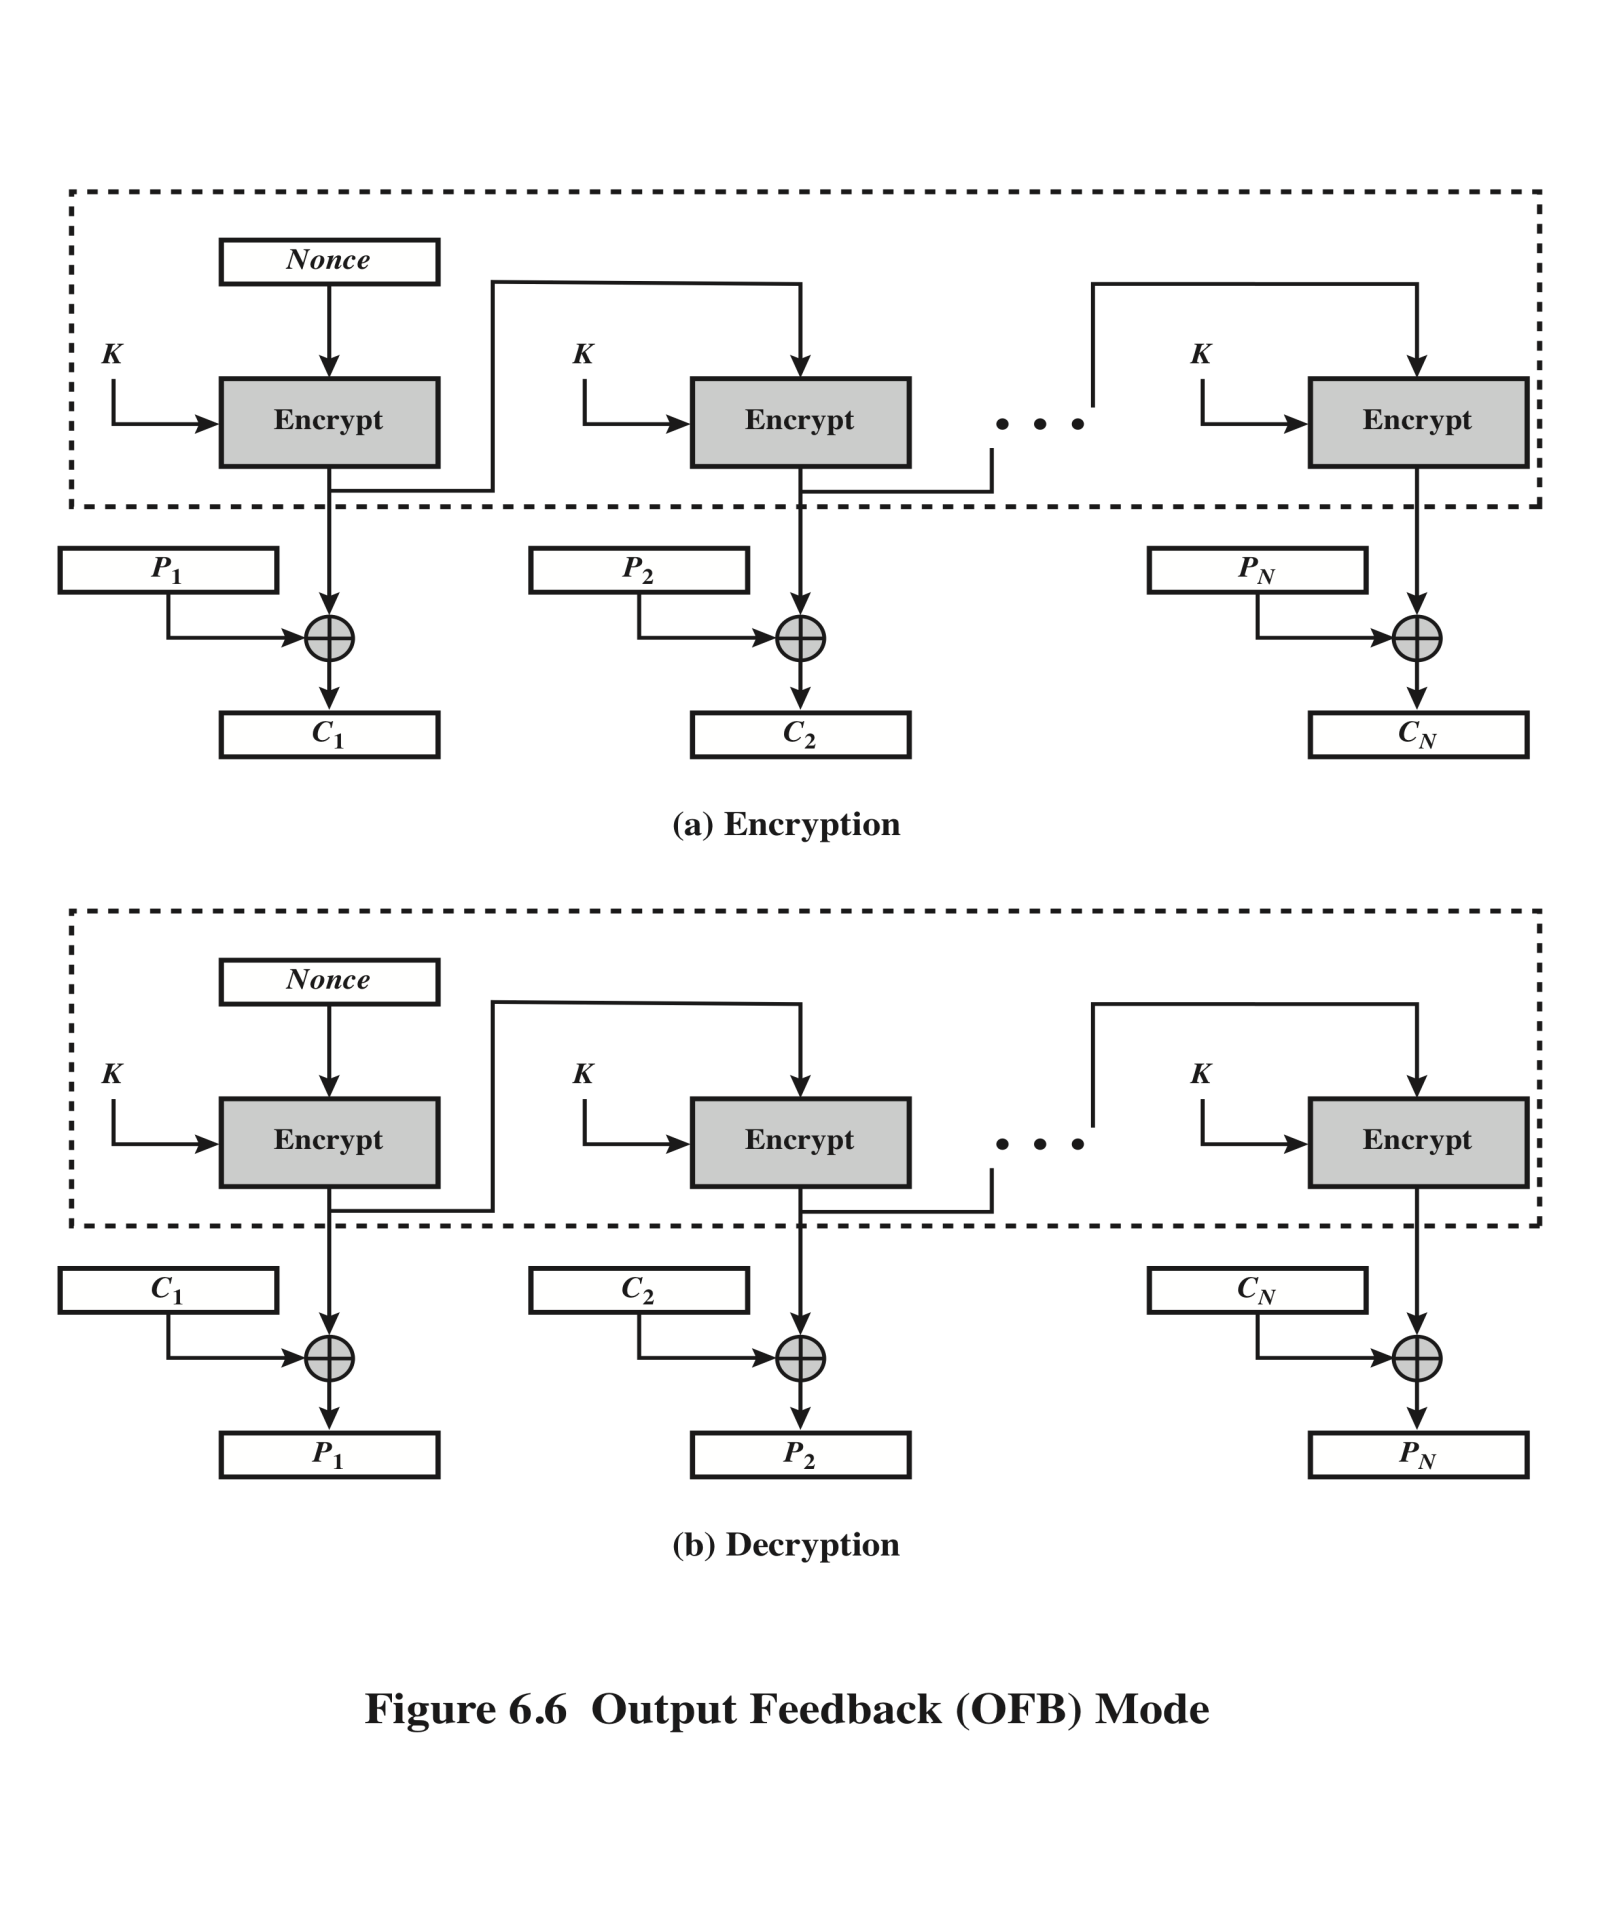 Nonce
K K K
Encrypt Encrypt • • • Encrypt
P1 P2 PN
C1 C2 CN
(a) Encryption
Nonce
K K K
Encrypt Encrypt • • • Encrypt
C1 C2 CN
P1 P2 PN
(b) Decryption
Figure 6.6 Output Feedback (OFB) Mode